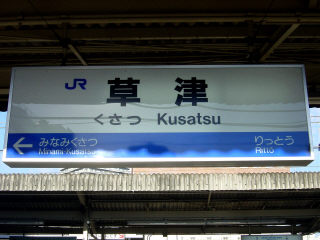 JR 草津
くさつ Kusatsu
← みなみくさつ りっとう
Minami-Kusatsu Rittō